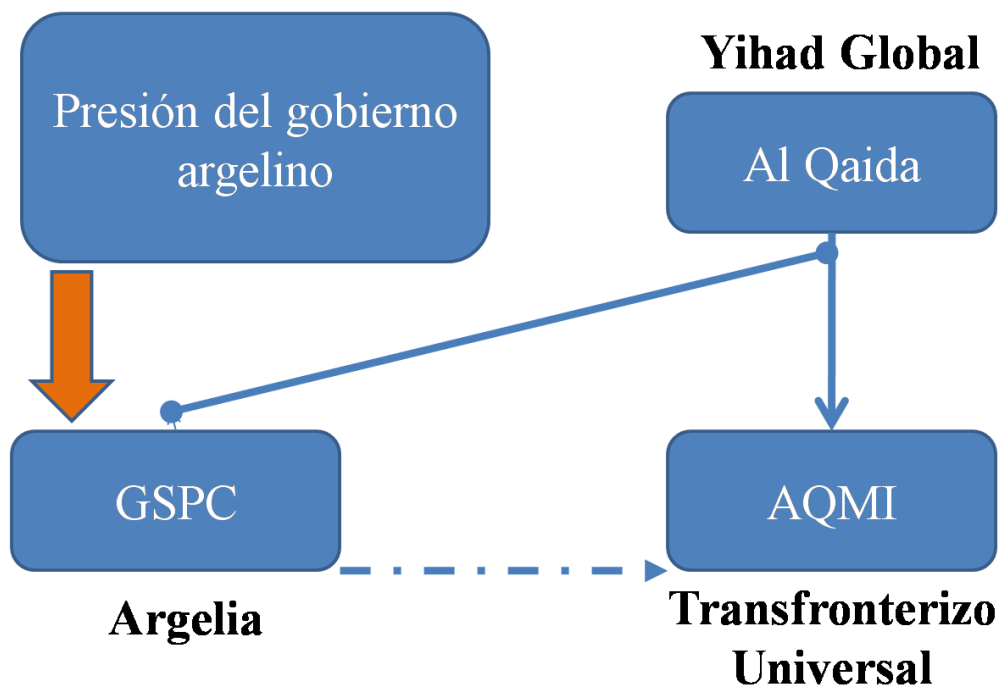 Presión del gobierno
argelino
Yihad Global
Al Qaida
GSPC
Argelia
AQMI
Transfronterizo
Universal